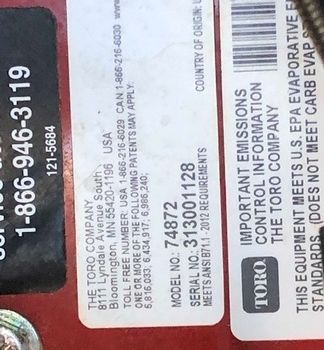 1-866-946-3119
121-5684
THE TORO COMPANY
8111 Lyndale Avenue South
Bloomington, MN 55420-1196 USA
TOLL FREE NUMBER: USA 1-866-216-6029 CAN 1-866-216-6030 www
ONE OR MORE OF THE FOLLOWING PATENTS MAY APPLY:
5,816,033; 6,434,917; 6,986,240;
MODEL NO.: 74872
SERIAL NO.: 313001128
MEETS ANSI B71.1 - 2012 REQUIREMENTS
COUNTRY OF ORIGIN: U
TORO
IMPORTANT EMISSIONS
CONTROL INFORMATION
THE TORO COMPANY
THIS EQUIPMENT MEETS U.S. EPA EVAPORATIVE E
STANDARDS. (DOES NOT MEET CARB EVAP S